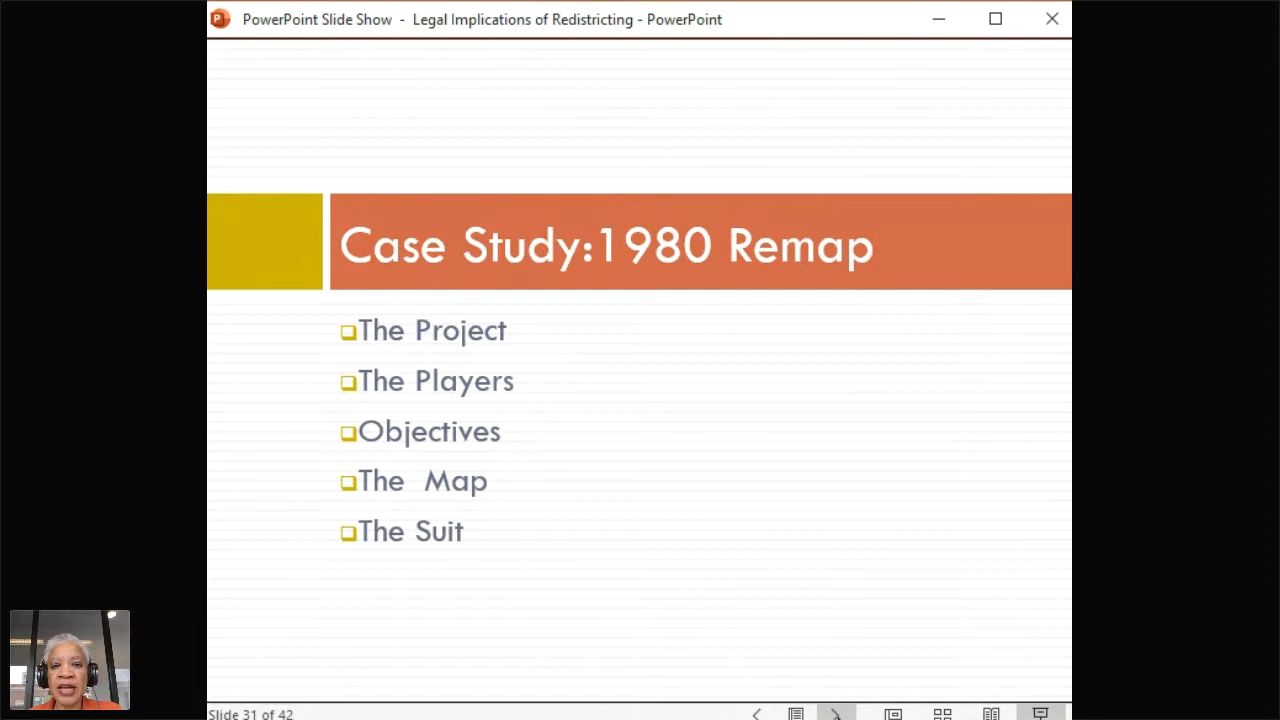 PowerPoint Slide Show - Legal Implications of Redistricting - PowerPoint
Case Study:1980 Remap
The Project
The Players
Objectives
The Map
The Suit
Slide 31 of 42